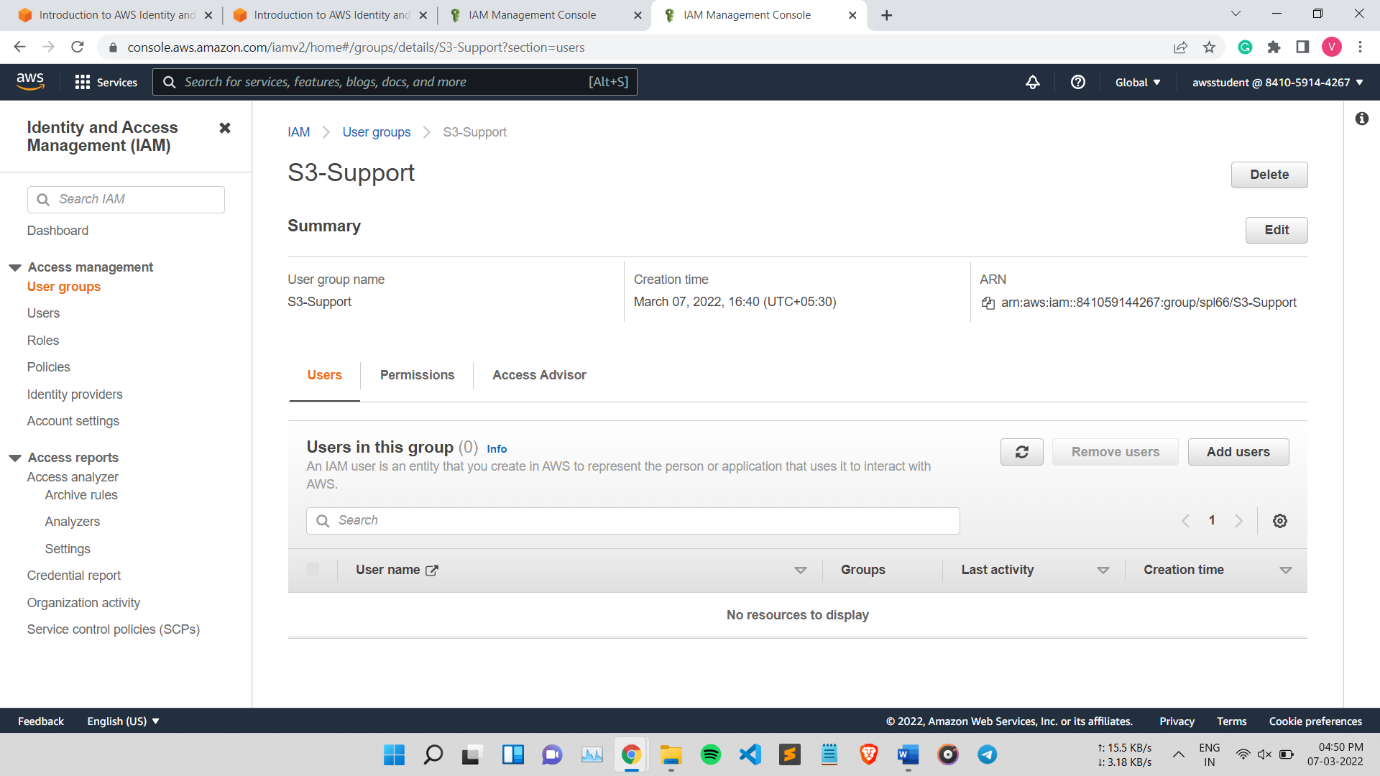 Introduction to AWS Identity and
Introduction to AWS Identity and
IAM Management Console
IAM Management Console
console.aws.amazon.com/iamv2/home#/groups/details/S3-Support?section=users
V
aws
Services
Search for services, features, blogs, docs, and more
[Alt+S]
Global
awsstudent @ 8410-5914-4267
Identity and Access
Management (IAM)
Search IAM
Dashboard
Access management
User groups
Users
Roles
Policies
Identity providers
Account settings
Access reports
Access analyzer
Archive rules
Analyzers
Settings
Credential report
Organization activity
Service control policies (SCPs)
IAM
User groups
S3-Support
S3-Support
Delete
Summary
Edit
User group name
S3-Support
Creation time
March 07, 2022, 16:40 (UTC+05:30)
ARN
arn:aws:iam::841059144267:group/spl66/S3-Support
Users
Permissions
Access Advisor
Users in this group (0) Info
An IAM user is an entity that you create in AWS to represent the person or application that uses it to interact with
AWS.
Remove users
Add users
Search
1
User name
Groups
Last activity
Creation time
No resources to display
Feedback
English (US)
© 2022, Amazon Web Services, Inc. or its affiliates.
Privacy
Terms
Cookie preferences
↑: 15.5 KB/s
↓: 3.18 KB/s
ENG
IN
04:50 PM
07-03-2022